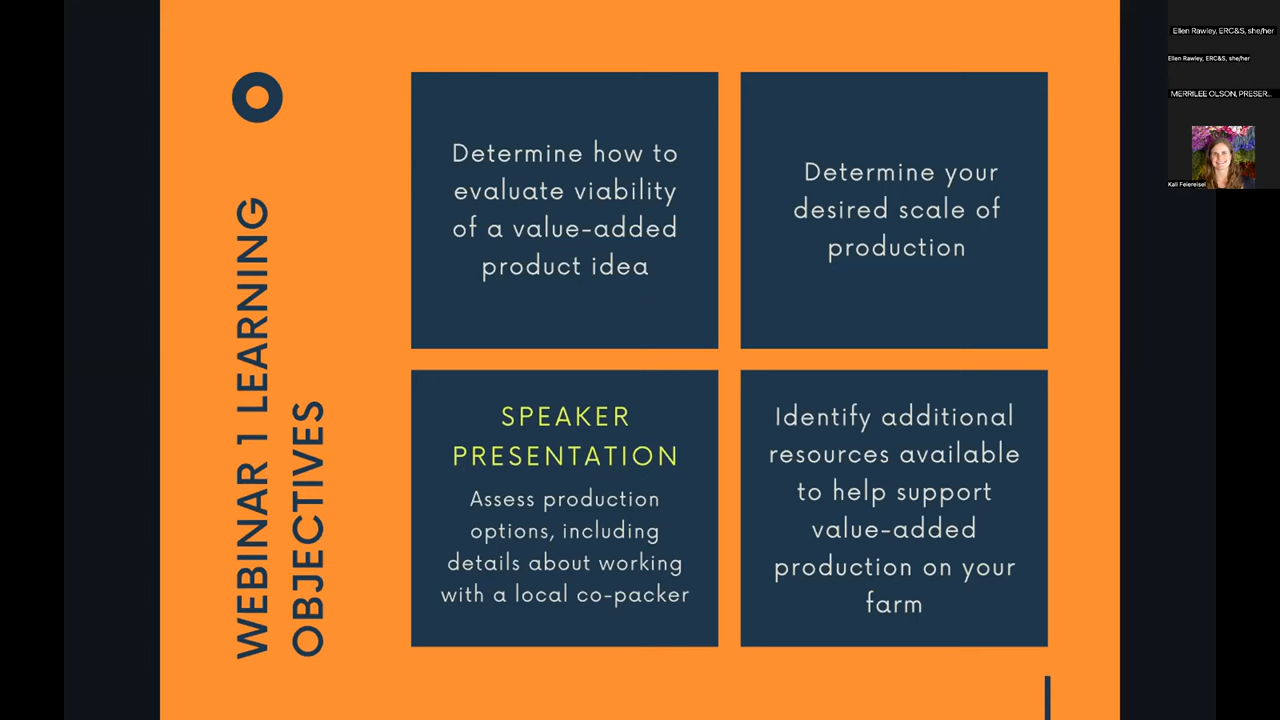 WEBINAR 1 LEARNING
OBJECTIVES
Determine how to
evaluate viability
of a value-added
product idea
Determine your
desired scale of
production
SPEAKER
PRESENTATION
Assess production
options, including
details about working
with a local co-packer
Identify additional
resources available
to help support
value-added
production on your
farm
Ellen Rawley, ERC&S, she/her
Ellen Rawley, ERC&S, she/her
MERRILEE OLSON, PRESER...
Kali Feiereisel